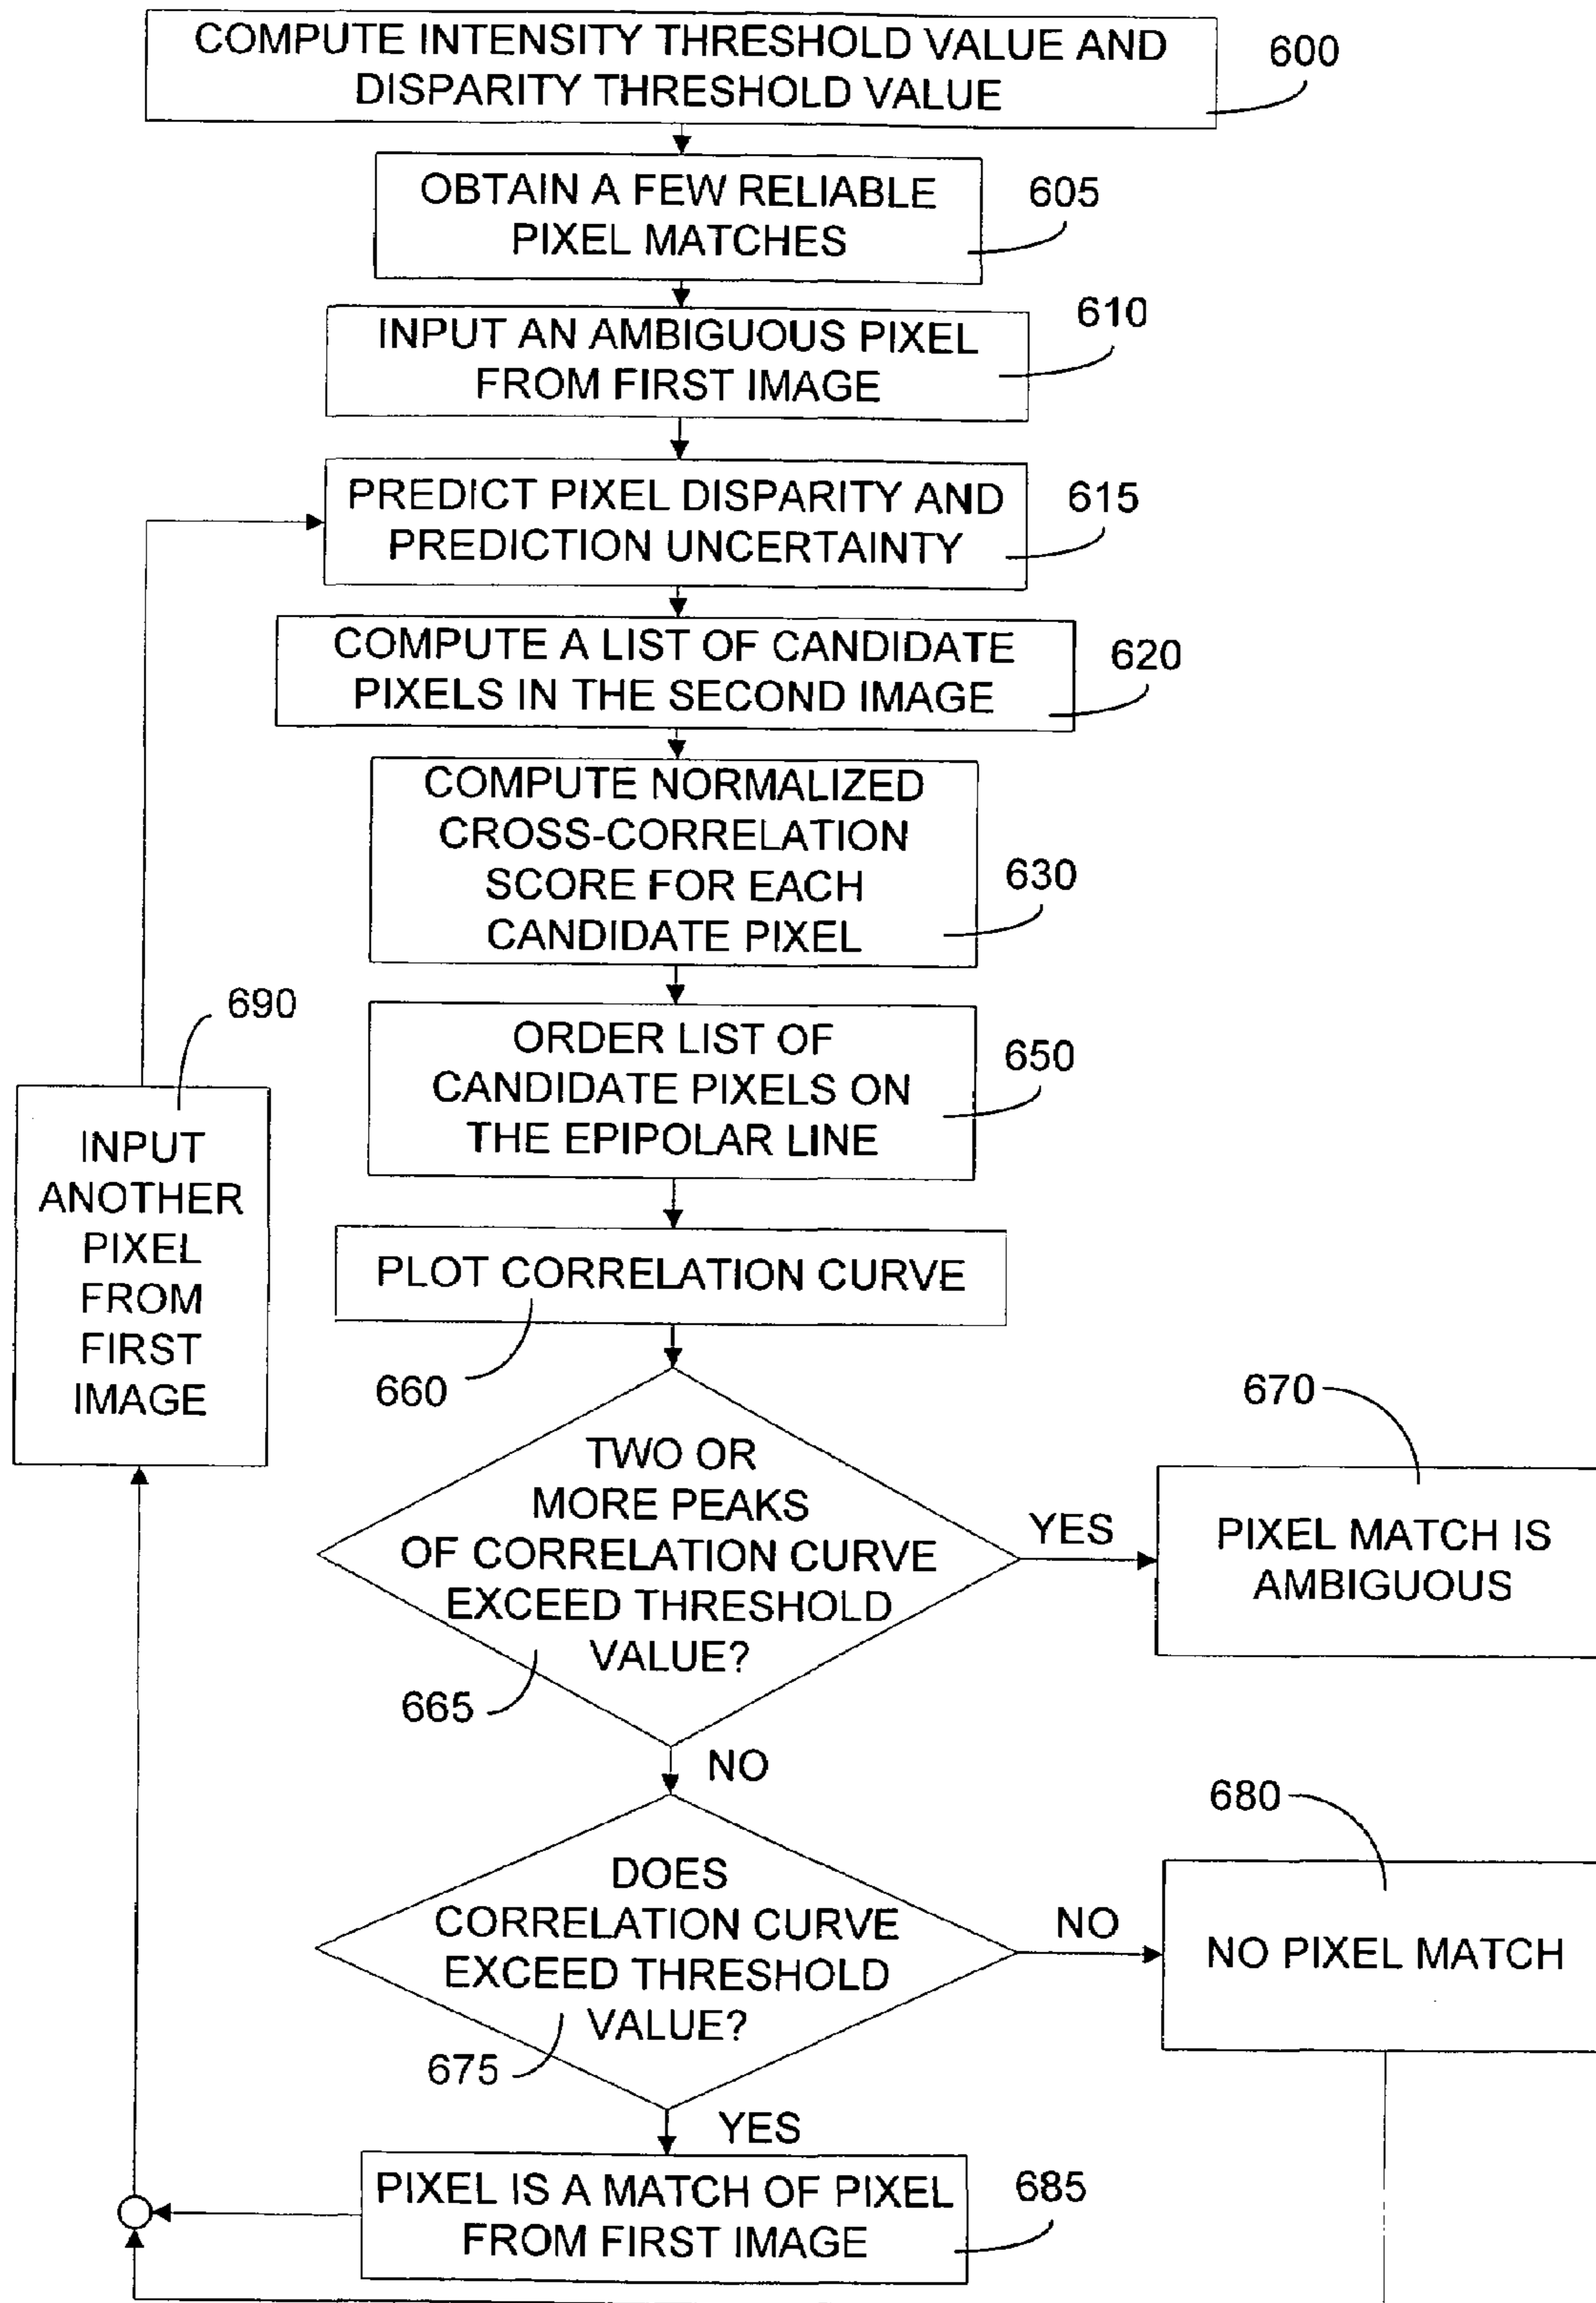 COMPUTE INTENSITY THRESHOLD VALUE AND
DISPARITY THRESHOLD VALUE
600
OBTAIN A FEW RELIABLE
PIXEL MATCHES
605
INPUT AN AMBIGUOUS PIXEL
FROM FIRST IMAGE
610
PREDICT PIXEL DISPARITY AND
PREDICTION UNCERTAINTY
615
COMPUTE A LIST OF CANDIDATE
PIXELS IN THE SECOND IMAGE
620
COMPUTE NORMALIZED
CROSS-CORRELATION
SCORE FOR EACH
CANDIDATE PIXEL
630
ORDER LIST OF
CANDIDATE PIXELS ON
THE EPIPOLAR LINE
650
690
INPUT
ANOTHER
PIXEL
FROM
FIRST
IMAGE
PLOT CORRELATION CURVE
660
TWO OR
MORE PEAKS
OF CORRELATION CURVE
EXCEED THRESHOLD
VALUE?
665
YES
670
PIXEL MATCH IS
AMBIGUOUS
NO
DOES
CORRELATION CURVE
EXCEED THRESHOLD
VALUE?
675
NO
680
NO PIXEL MATCH
YES
PIXEL IS A MATCH OF PIXEL
FROM FIRST IMAGE
685